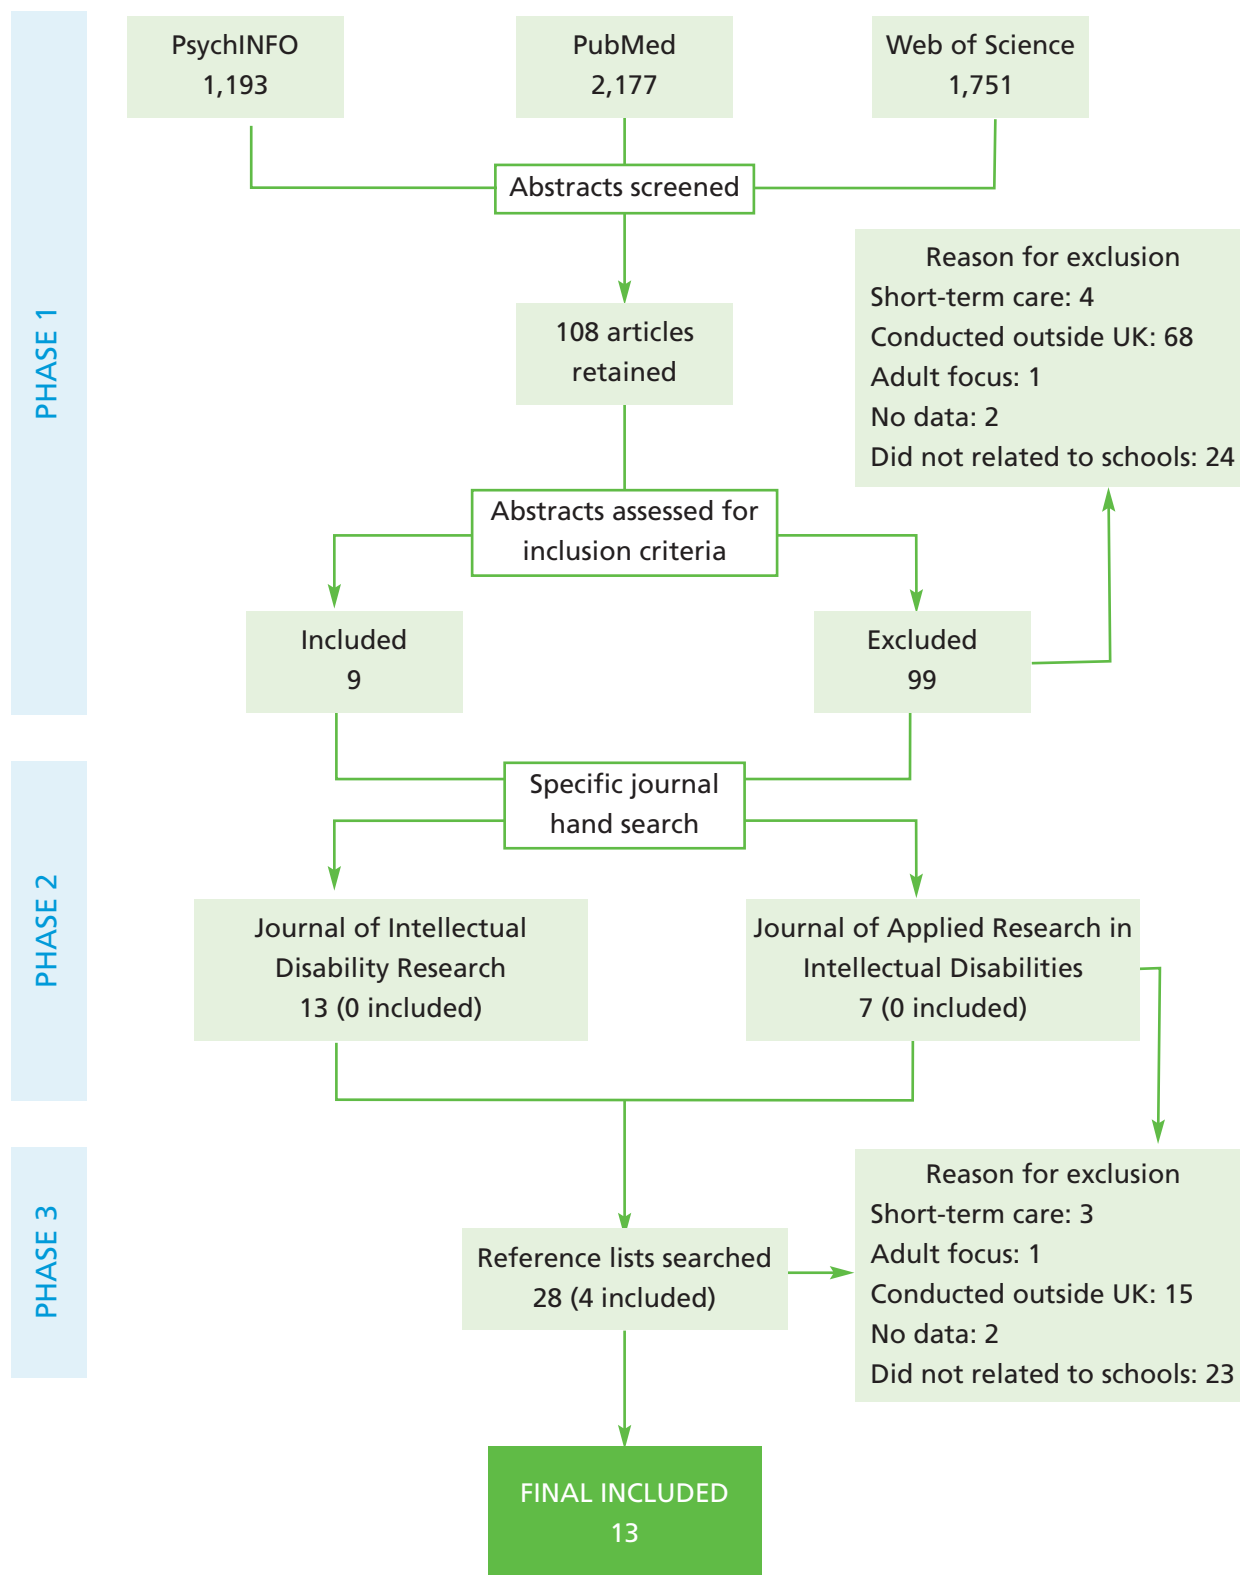 PHASE 1
PsychINFO
1,193
PubMed
2,177
Web of Science
1,751
Abstracts screened
108 articles
retained
Reason for exclusion
Short-term care: 4
Conducted outside UK: 68
Adult focus: 1
No data: 2
Did not related to schools: 24
Abstracts assessed for
inclusion criteria
Included
9
Excluded
99
PHASE 2
Specific journal
hand search
Journal of Intellectual
Disability Research
13 (0 included)
Journal of Applied Research in
Intellectual Disabilities
7 (0 included)
PHASE 3
Reference lists searched
28 (4 included)
Reason for exclusion
Short-term care: 3
Adult focus: 1
Conducted outside UK: 15
No data: 2
Did not related to schools: 23
FINAL INCLUDED
13